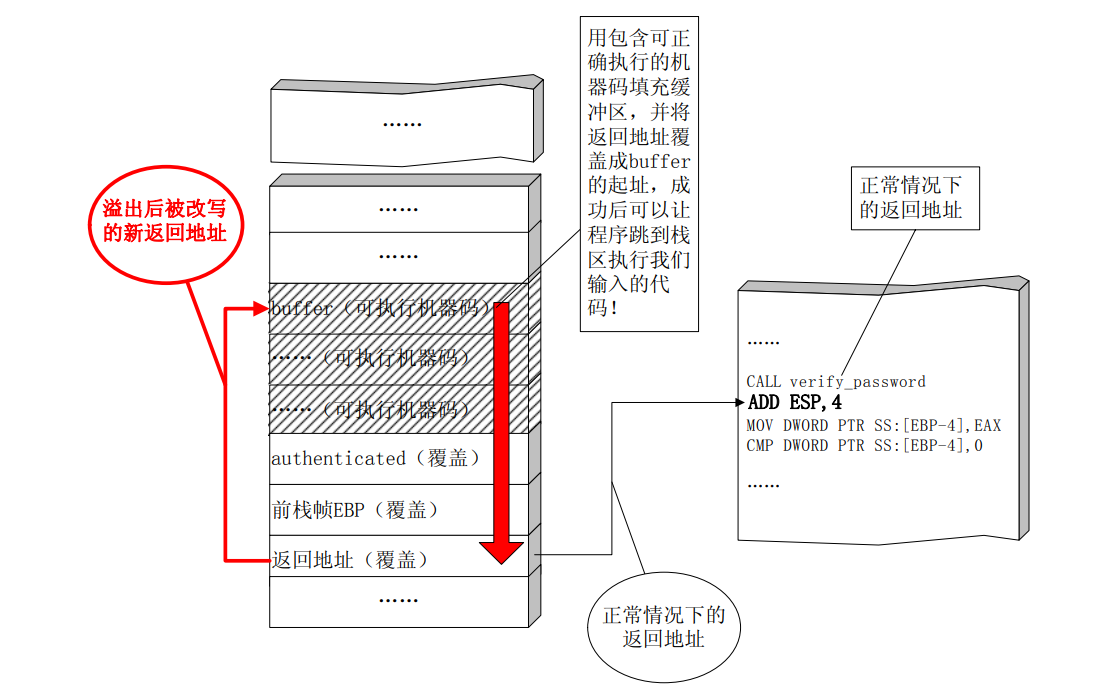 用包含可正
确执行的机
器码填充缓
冲区，并将
返回地址覆
盖成buffer
的起址，成
功后可以让
程序跳到栈
区执行我们
输入的代
码！
……
溢出后被改写
的新返回地址
……
……
buffer（可执行机器码）
……（可执行机器码）
……（可执行机器码）
authenticated（覆盖）
前栈帧EBP（覆盖）
返回地址（覆盖）
……
正常情况下
的返回地址
……
CALL verify_password
ADD ESP,4
MOV DWORD PTR SS:[EBP-4],EAX
CMP DWORD PTR SS:[EBP-4],0
……
正常情况下的
返回地址